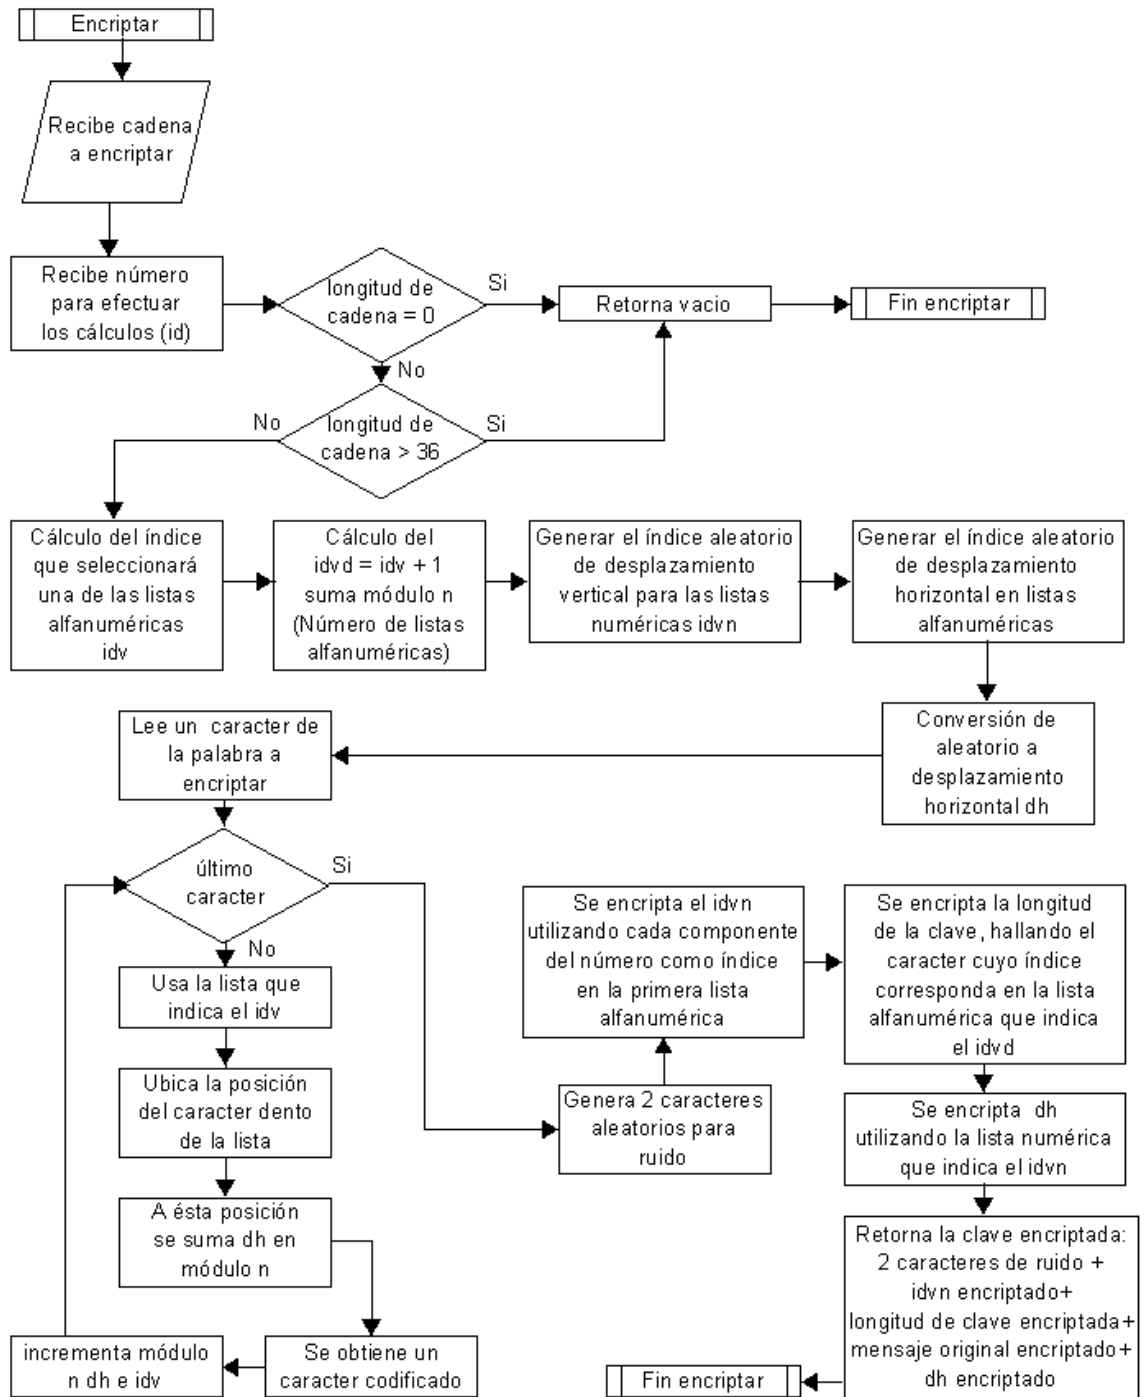 Encriptar
Recibe cadena
a encriptar
Recibe número
para efectuar
los cálculos (id)
longitud de
cadena = 0
Si
Retorna vacio
Fin encriptar
No
longitud de
cadena > 36
No
Si
Cálculo del índice
que seleccionará
una de las listas
alfanuméricas
idv
Cálculo del
idvd = idv + 1
suma módulo n
(Número de listas
alfanuméricas)
Generar el índice aleatorio
de desplazamiento
vertical para las listas
numéricas idvn
Generar el índice aleatorio
de desplazamiento
horizontal en listas
alfanuméricas
Conversión de
aleatorio a
desplazamiento
horizontal dh
Lee un caracter de
la palabra a
encriptar
último
caracter
Si
No
Usa la lista que
indica el idv
Ubica la posición
del caracter dento
de la lista
A ésta posición
se suma dh en
módulo n
Se obtiene un
caracter codificado
incrementa módulo
n dh e idv
Genera 2 caracteres
aleatorios para
ruido
Se encripta el idvn
utilizando cada componente
del número como índice
en la primera lista
alfanumérica
Se encripta la longitud
de la clave, hallando el
caracter cuyo índice
corresponda en la lista
alfanumérica que indica
el idvd
Se encripta dh
utilizando la lista numérica
que indica el idvn
Retorna la clave encriptada:
2 caracteres de ruido +
idvn encriptado+
longitud de clave encriptada+
mensaje original encriptado+
dh encriptado
Fin encriptar